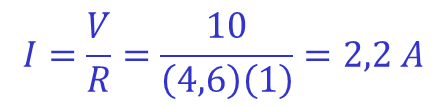 I = V/R = 10/(4,6)(1) = 2,2 A